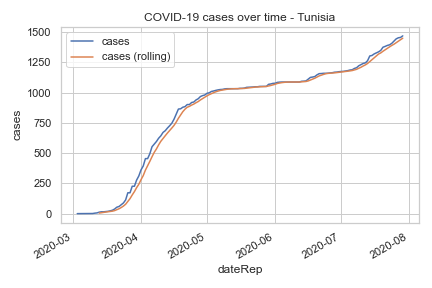 COVID-19 cases over time - Tunisia
cases
cases (rolling)
1500
1250
1000
750
500
250
0
cases
2020-03
2020-04
2020-05
2020-06
2020-07
2020-08
dateRep